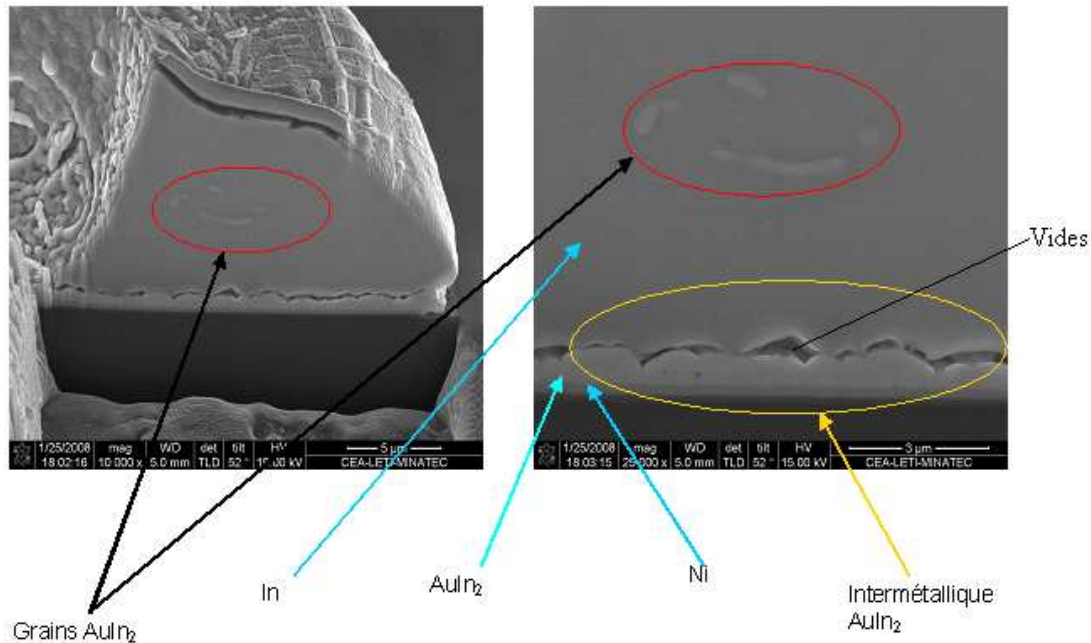 Vides
1/25/2008 mag WD det tilt HV 5 µm
18:02:16 10 000 x 5.0 mm TLD 52 ° kV CEA-LETI-MINATEC
1/25/2008 mag WD det tilt HV 3 µm
18:03:15 25 000 x 5.0 mm TLD 52 ° 15.00 kV CEA-LETI-MINATEC
Grains AuIn₂
In
AuIn₂
Ni
Intermétallique
AuIn₂